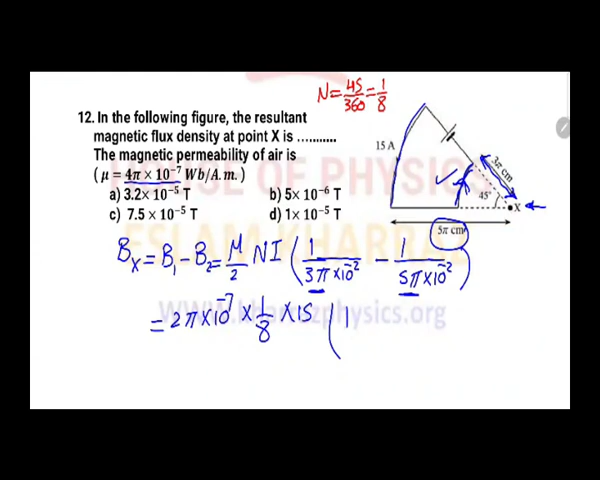 N = 45/360 = 1/8
12. In the following figure, the resultant
magnetic flux density at point X is ...........
The magnetic permeability of air is
( μ = 4π × 10⁻⁷ Wb/A.m. )
a) 3.2× 10⁻⁵ T b) 5× 10⁻⁶ T
c) 7.5 × 10⁻⁵ T d) 1× 10⁻⁵ T
15 A
3π cm
45°
X
5π cm
HOUSE OF PHYSICS
Bx = B₁ - B₂ = μ/2 NI ( 1/(3π×10⁻²) - 1/(5π×10⁻²) )
= 2π×10⁻⁷ × 1/8 × 15 ( 1